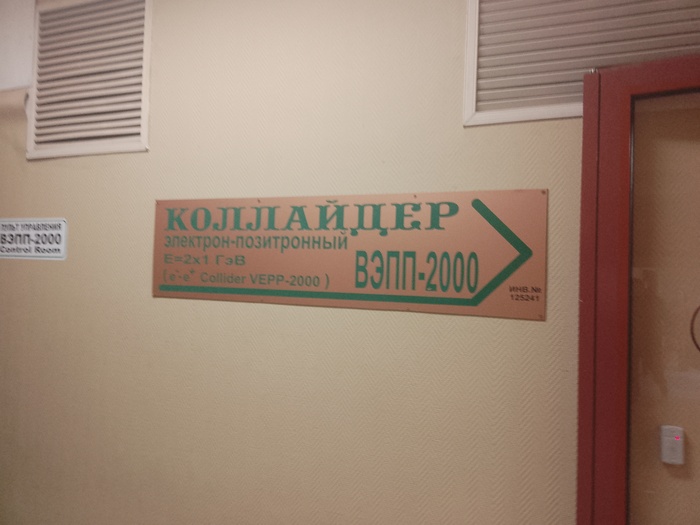 ПУЛЬТ УПРАВЛЕНИЯ
ВЭПП-2000
Control Room
КОЛЛАЙДЕР
электрон-позитронный
E=2x1 ГэВ
ВЭПП-2000
( e⁻e⁺ Collider VEPP-2000 )
ИНВ.№
125241